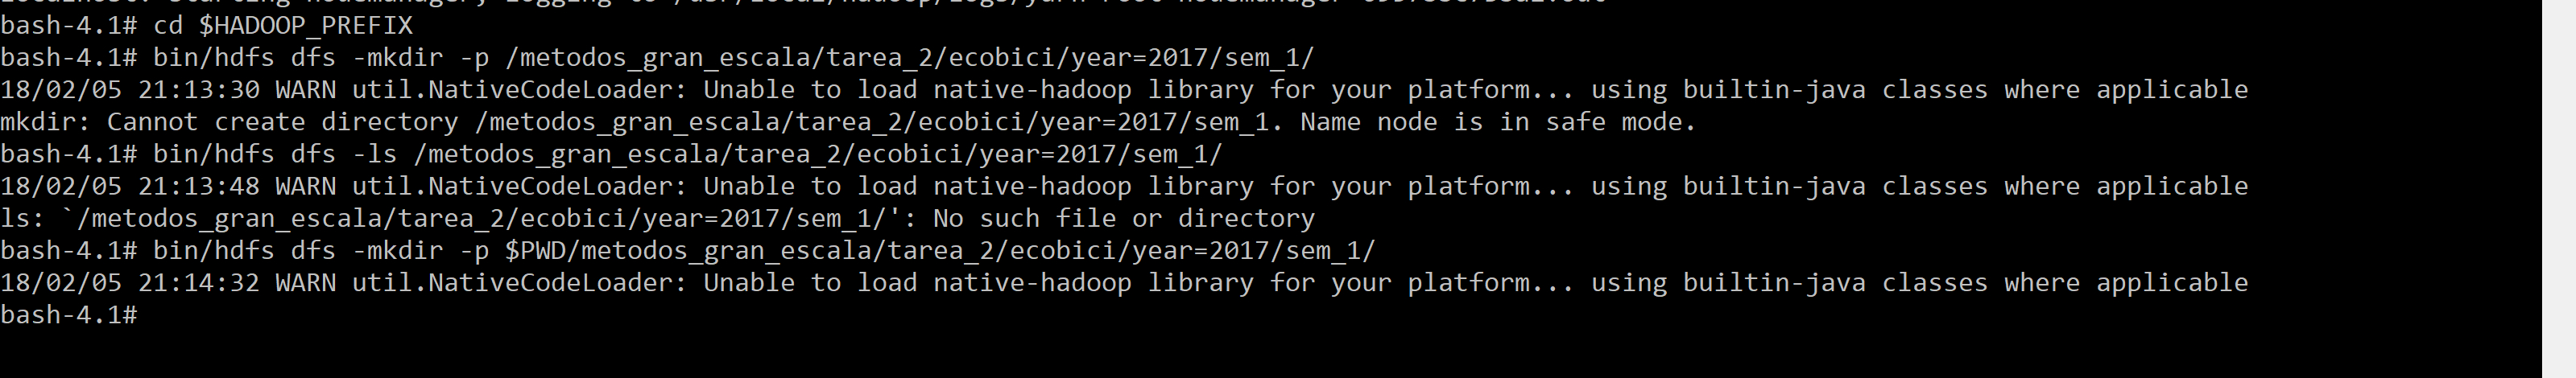 bash-4.1# cd $HADOOP_PREFIX
bash-4.1# bin/hdfs dfs -mkdir -p /metodos_gran_escala/tarea_2/ecobici/year=2017/sem_1/
18/02/05 21:13:30 WARN util.NativeCodeLoader: Unable to load native-hadoop library for your platform... using builtin-java classes where applicable
mkdir: Cannot create directory /metodos_gran_escala/tarea_2/ecobici/year=2017/sem_1. Name node is in safe mode.
bash-4.1# bin/hdfs dfs -ls /metodos_gran_escala/tarea_2/ecobici/year=2017/sem_1/
18/02/05 21:13:48 WARN util.NativeCodeLoader: Unable to load native-hadoop library for your platform... using builtin-java classes where applicable
ls: `/metodos_gran_escala/tarea_2/ecobici/year=2017/sem_1/': No such file or directory
bash-4.1# bin/hdfs dfs -mkdir -p $PWD/metodos_gran_escala/tarea_2/ecobici/year=2017/sem_1/
18/02/05 21:14:32 WARN util.NativeCodeLoader: Unable to load native-hadoop library for your platform... using builtin-java classes where applicable
bash-4.1#